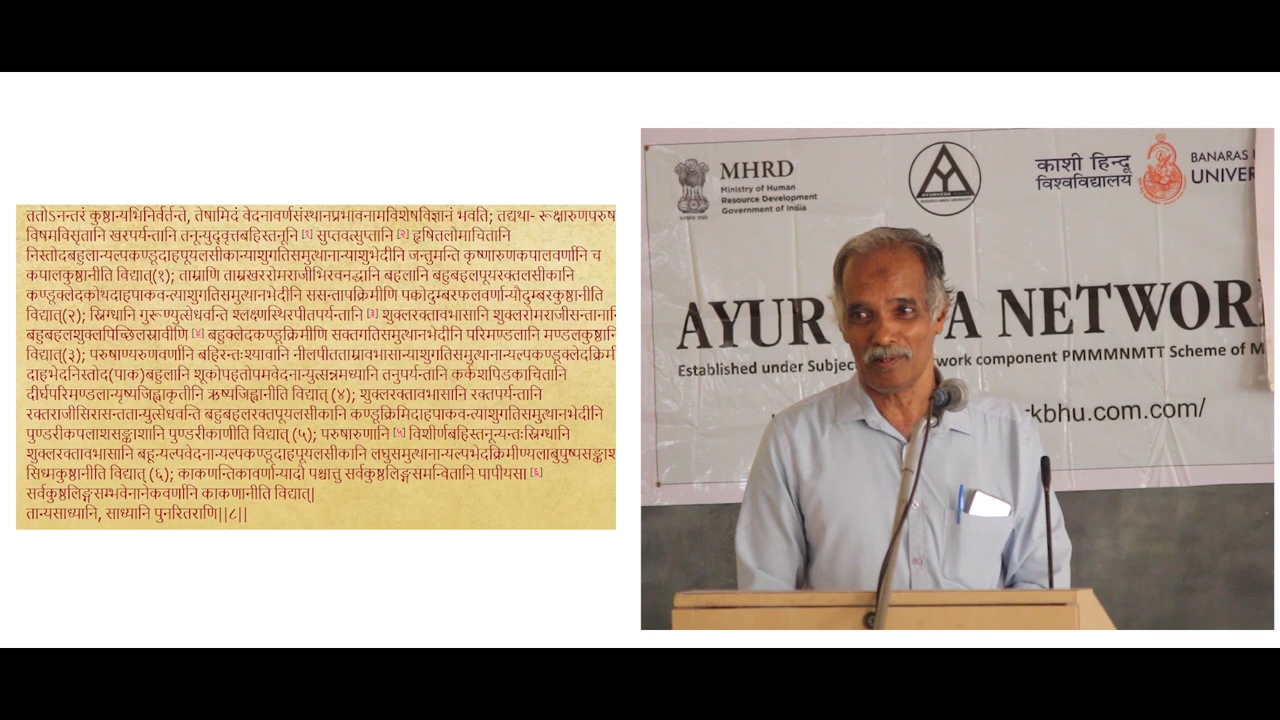 ततोऽनन्तरं कुष्ठान्यभिनिर्वर्तन्ते, तेषामिदं वेदनावर्णसंस्थानप्रभावनामविशेषविज्ञानं भवति; तद्यथा- रूक्षारुणपरुष
विषमविसृतानि खरपर्यन्तानि तनून्युद्वृत्तबहिस्तनूनि [१] सुप्तवत्सुप्तानि [२] हृषितलोमाचितानि
निस्तोदबहुलान्यल्पकण्डूदाहपूयलसीकान्याशुगतिसमुत्थानान्याशुभेदीनि जन्तुमन्ति कृष्णारुणकपालवर्णानि च
कपालकुष्ठानीति विद्यात्(१); ताम्राणि ताम्रखररोमराजीभिरवनद्धानि बहलानि बहुबहलपूयरक्तलसीकानि
कण्डूक्लेदकोथदाहपाकवन्त्याशुगतिसमुत्थानभेदीनि ससन्तापक्रिमीणि पकोदुम्बरफलवर्णान्यौदुम्बरकुष्ठानीति
विद्यात्(२); स्निग्धानि गुरूण्युत्सेधवन्ति श्लक्ष्णस्थिरपीतपर्यन्तानि [३] शुक्लरक्तावभासानि शुक्लरोमराजीसन्तानानि
बहुबहलशुक्लपिच्छिलस्रावीणि [४] बहुक्लेदकण्डूक्रिमीणि सक्तगतिसमुत्थानभेदीनि परिमण्डलानि मण्डलकुष्ठानि
विद्यात्(३); परुषाण्यरुणवर्णानि बहिरन्तःश्यावानि नीलपीतताम्रावभासान्याशुगतिसमुत्थानान्यल्पकण्डूक्लेदक्रिमी
दाहभेदनिस्तोद(पाक)बहुलानि शूकोपहतोपमवेदनान्युत्सन्नमध्यानि तनुपर्यन्तानि कर्कशपिडकाचितानि
दीर्घपरिमण्डलान्यृष्यजिह्वाकृतीनि ऋष्यजिह्वानीति विद्यात् (४); शुक्लरक्तावभासानि रक्तपर्यन्तानि
रक्तराजीसिरासन्ततान्युत्सेधवन्ति बहुबहलरक्तपूयलसीकानि कण्डूक्रिमिदाहपाकवन्त्याशुगतिसमुत्थानभेदीनि
पुण्डरीकपलाशसङ्काशानि पुण्डरीकाणीति विद्यात् (५); परुषारुणानि [५] विशीर्णबहिस्तनून्यन्तःस्निग्धानि
शुक्लरक्तावभासानि बहून्यल्पवेदनान्यल्पकण्डूदाहपूयलसीकानि लघुसमुत्थानान्यल्पभेदक्रिमीण्यलाबुपुष्पसङ्काश
सिध्मकुष्ठानीति विद्यात् (६); काकणन्तिकावर्णान्यादौ पश्चात्तु सर्वकुष्ठलिङ्गसमन्वितानि पापीयसा [६]
सर्वकुष्ठलिङ्गसम्भवेनानेकवर्णानि काकणानीति विद्यात्|
तान्यसाध्यानि, साध्यानि पुनरितराणि||८||
MHRD
Ministry of Human
Resource Development
Government of India
काशी हिन्दू
विश्वविद्यालय
BANARAS
UNIVER
AYUR A NETWOR
Established under Subjec work component PMMMNMTT Scheme of M
rkbhu.com.com/